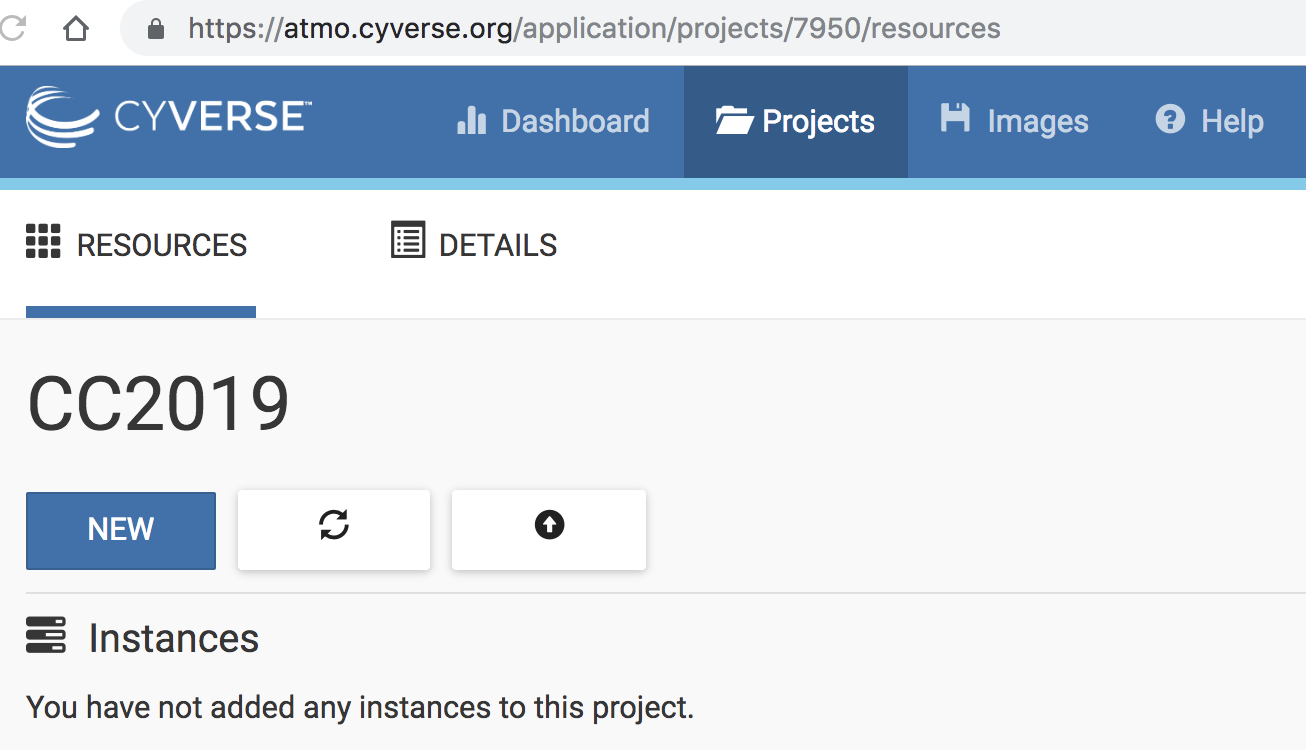 https://atmo.cyverse.org/application/projects/7950/resources
CYVERSE™ Dashboard Projects Images Help
RESOURCES DETAILS
CC2019
NEW
Instances
You have not added any instances to this project.